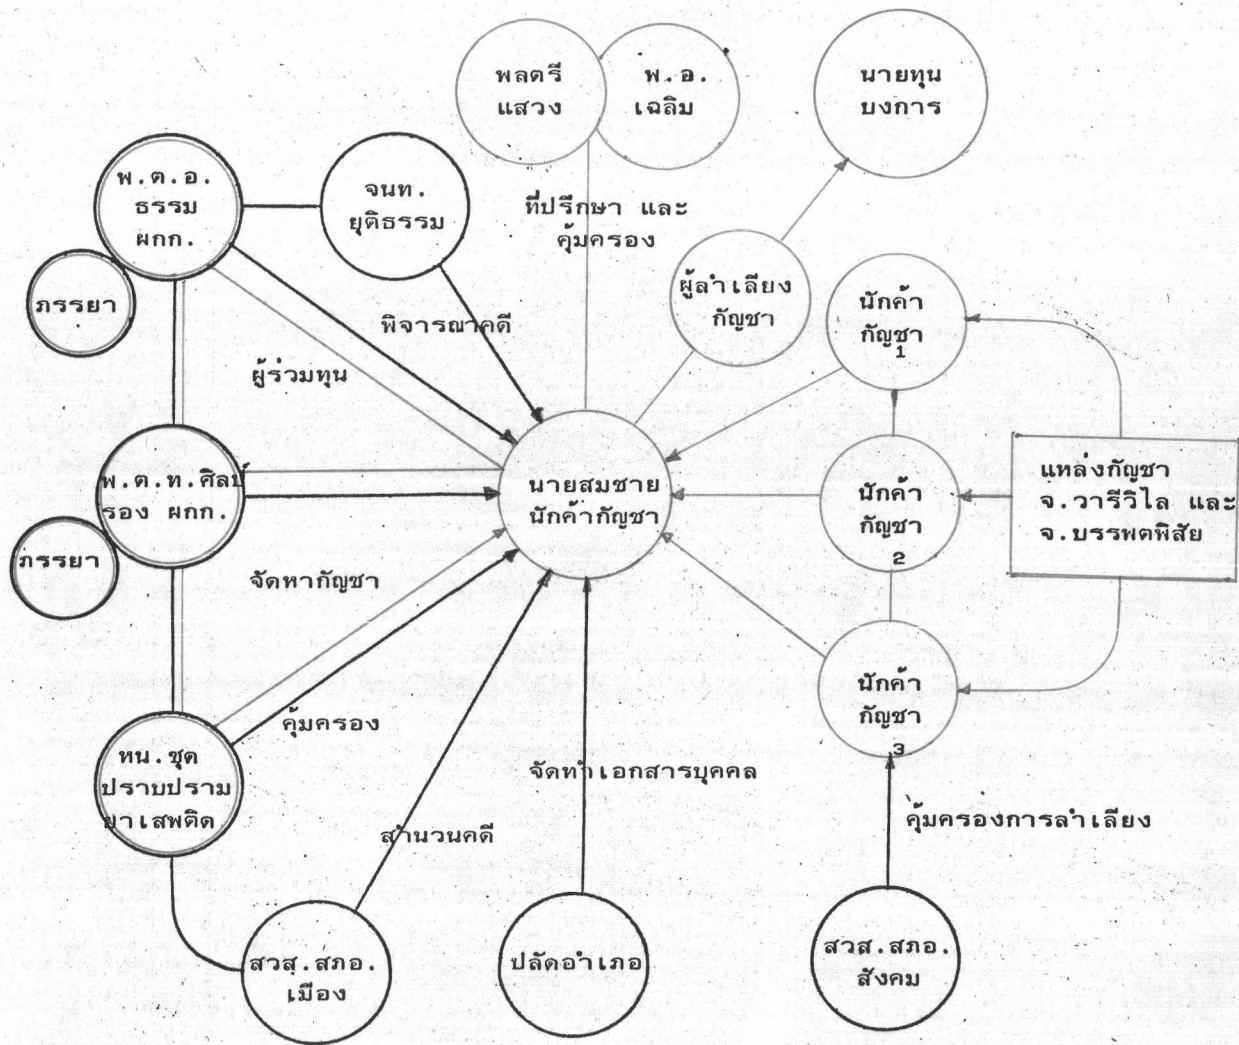 พลตรี
แสวง
พ.อ.
เฉลิม
นายทุน
บงการ
พ.ต.อ.
ธรรม
ผกก.
จนท.
ยุติธรรม
ที่ปรึกษา และ
คุ้มครอง
ภรรยา
ผู้ลำเลียง
กัญชา
นักค้า
กัญชา
1
พิจารณาคดี
ผู้ร่วมทุน
พ.ต.ท.ศิลป์
รอง ผกก.
นายสมชาย
นักค้ากัญชา
นักค้า
กัญชา
2
แหล่งกัญชา
จ.วารีวิไล และ
จ.บรรพตพิสัย
ภรรยา
จัดหากัญชา
นักค้า
กัญชา
3
คุ้มครอง
หน.ชุด
ปราบปราม
ยาเสพติด
จัดทำเอกสารบุคคล
สำนวนคดี
คุ้มครองการลำเลียง
สวส.สภอ.
เมือง
ปลัดอำเภอ
สวส.สภอ.
สังคม